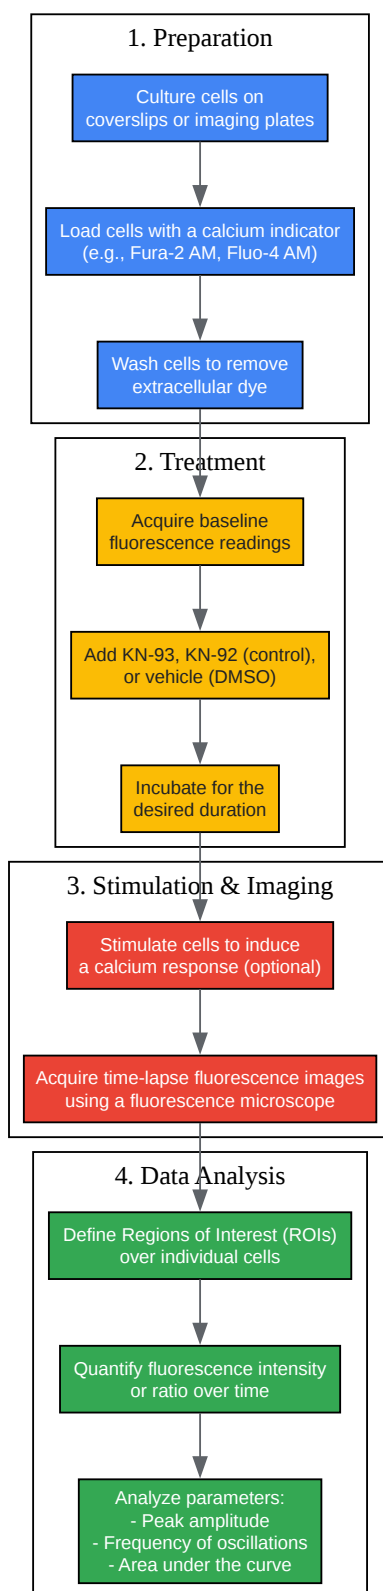 1. Preparation
Culture cells on
coverslips or imaging plates
Load cells with a calcium indicator
(e.g., Fura-2 AM, Fluo-4 AM)
Wash cells to remove
extracellular dye
2. Treatment
Acquire baseline
fluorescence readings
Add KN-93, KN-92 (control),
or vehicle (DMSO)
Incubate for the
desired duration
3. Stimulation & Imaging
Stimulate cells to induce
a calcium response (optional)
Acquire time-lapse fluorescence images
using a fluorescence microscope
4. Data Analysis
Define Regions of Interest (ROIs)
over individual cells
Quantify fluorescence intensity
or ratio over time
Analyze parameters:
- Peak amplitude
- Frequency of oscillations
- Area under the curve